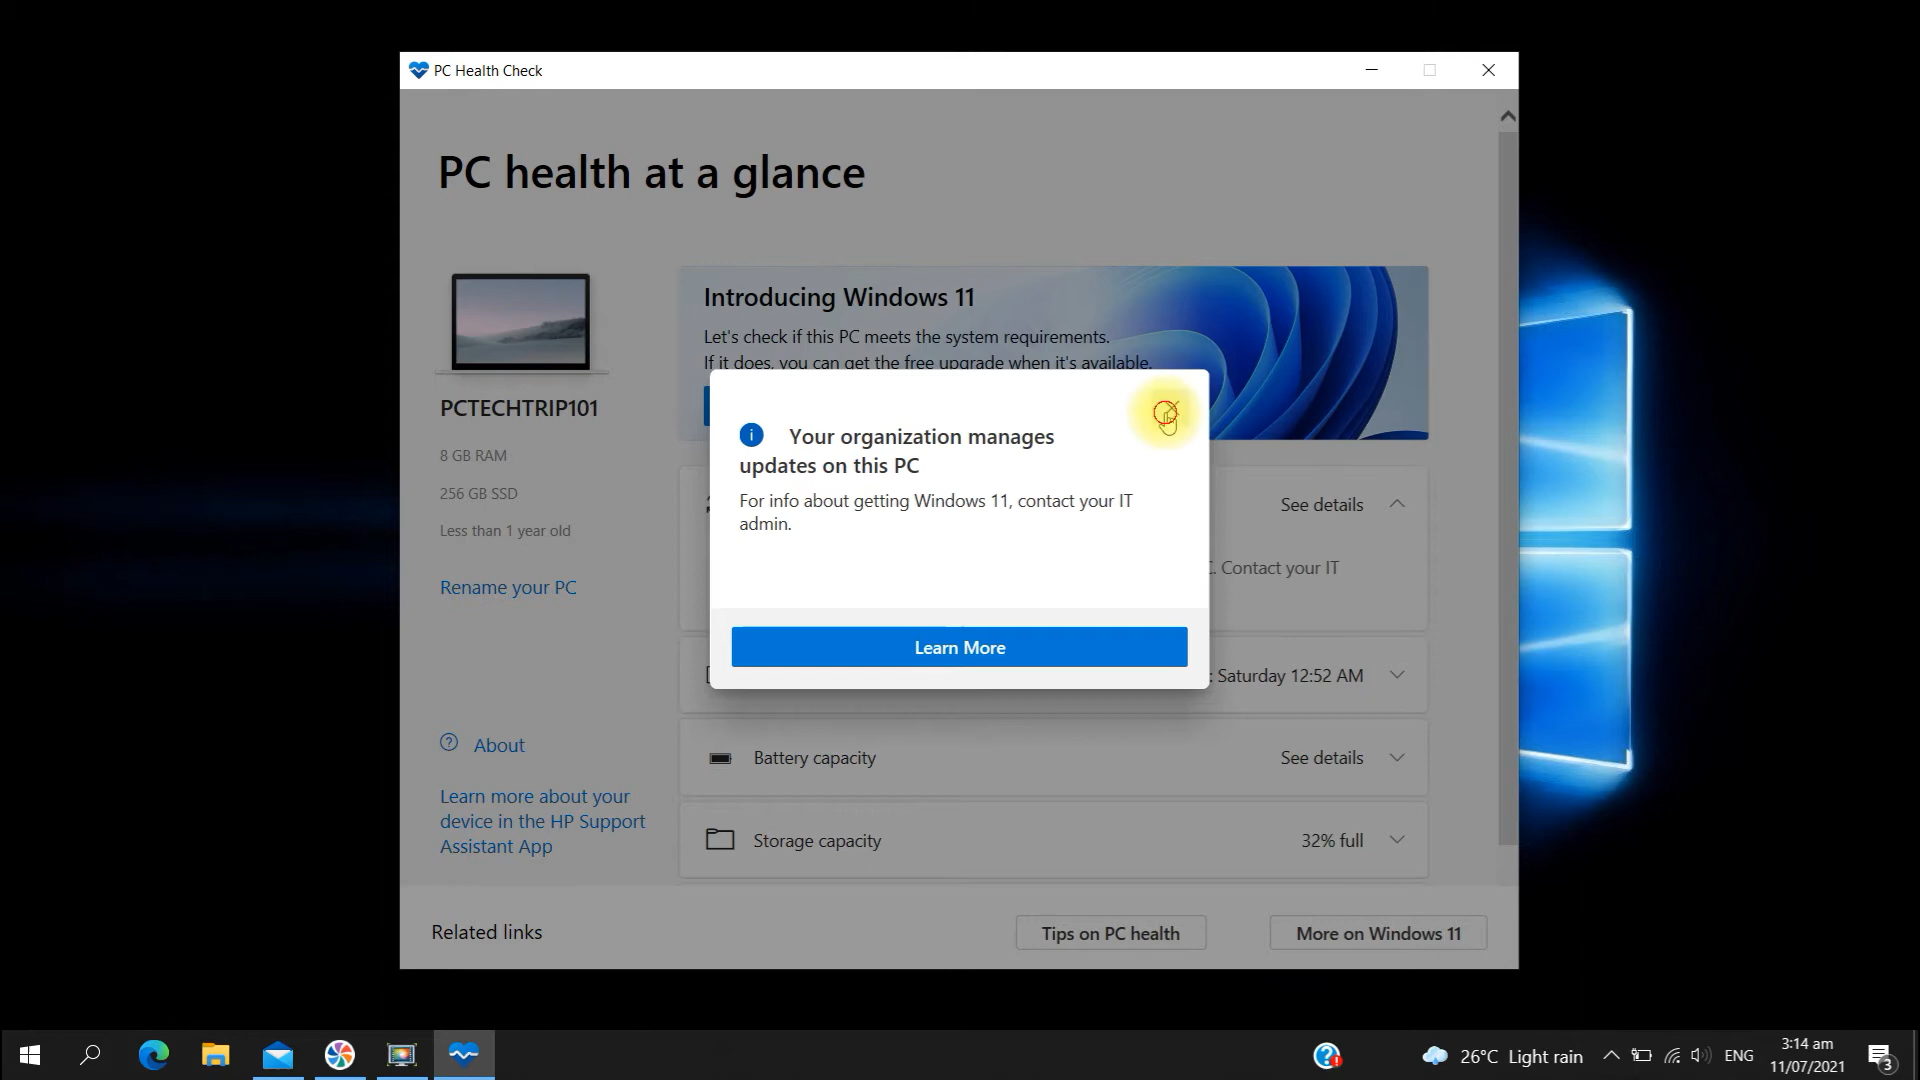 PC Health Check
PC health at a glance
PCTECHTRIP101
8 GB RAM
256 GB SSD
Less than 1 year old
Rename your PC
About
Learn more about your
device in the HP Support
Assistant App
Introducing Windows 11
Let's check if this PC meets the system requirements.
If it does, you can get the free upgrade when it's available.
Your organization manages
updates on this PC
For info about getting Windows 11, contact your IT
admin.
Learn More
See details
C. Contact your IT
: Saturday 12:52 AM
Battery capacity
See details
Storage capacity
32% full
Related links
Tips on PC health
More on Windows 11
26°C Light rain
ENG
3:14 am
11/07/2021
3